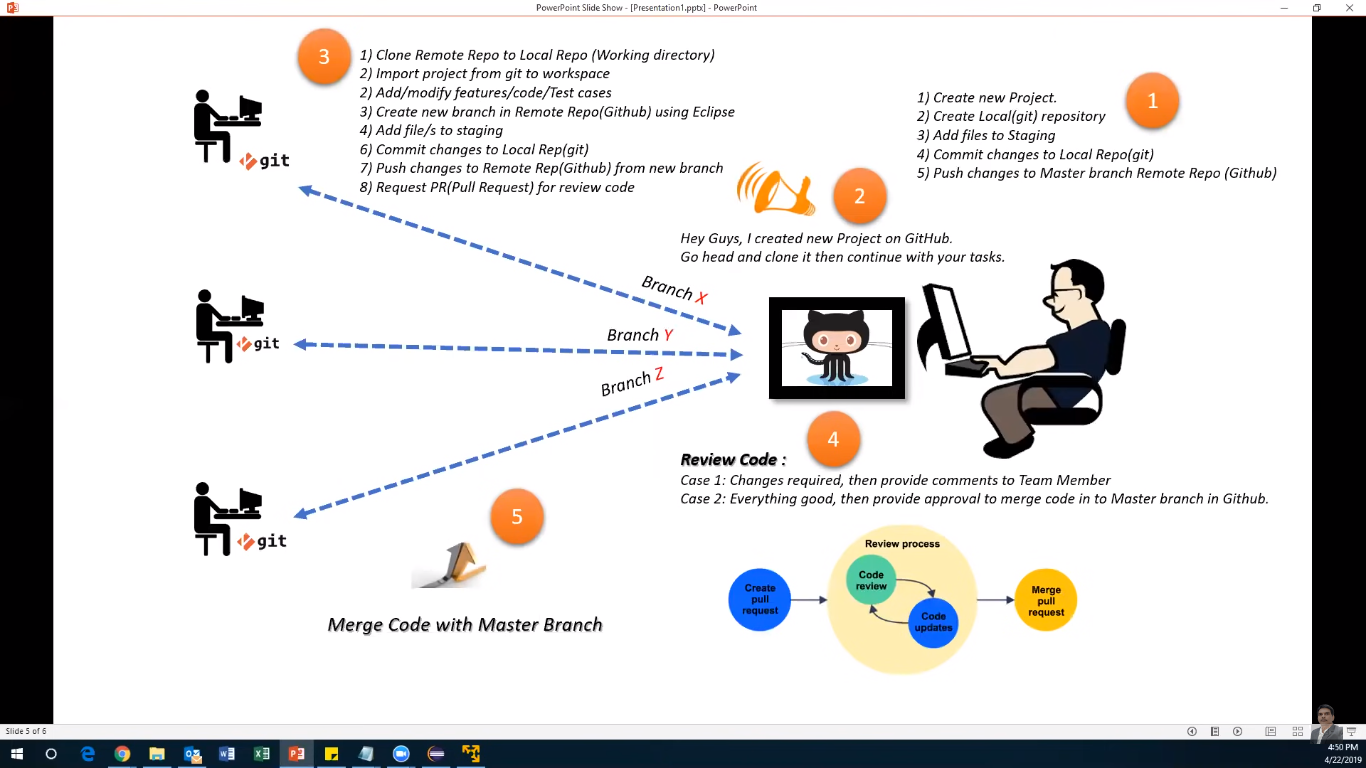 PowerPoint Slide Show - [Presentation1.pptx] - PowerPoint
3
1) Clone Remote Repo to Local Repo (Working directory)
2) Import project from git to workspace
2) Add/modify features/code/Test cases
3) Create new branch in Remote Repo(Github) using Eclipse
4) Add file/s to staging
6) Commit changes to Local Rep(git)
7) Push changes to Remote Rep(Github) from new branch
8) Request PR(Pull Request) for review code
git
1
1) Create new Project.
2) Create Local(git) repository
3) Add files to Staging
4) Commit changes to Local Repo(git)
5) Push changes to Master branch Remote Repo (Github)
2
Hey Guys, I created new Project on GitHub.
Go head and clone it then continue with your tasks.
Branch X
Branch Y
Branch Z
git
git
4
Review Code :
Case 1: Changes required, then provide comments to Team Member
Case 2: Everything good, then provide approval to merge code in to Master branch in Github.
5
Merge Code with Master Branch
Review process
Create
pull
request
Code
review
Code
updates
Merge
pull
request
Slide 5 of 6
4:50 PM
4/22/2019